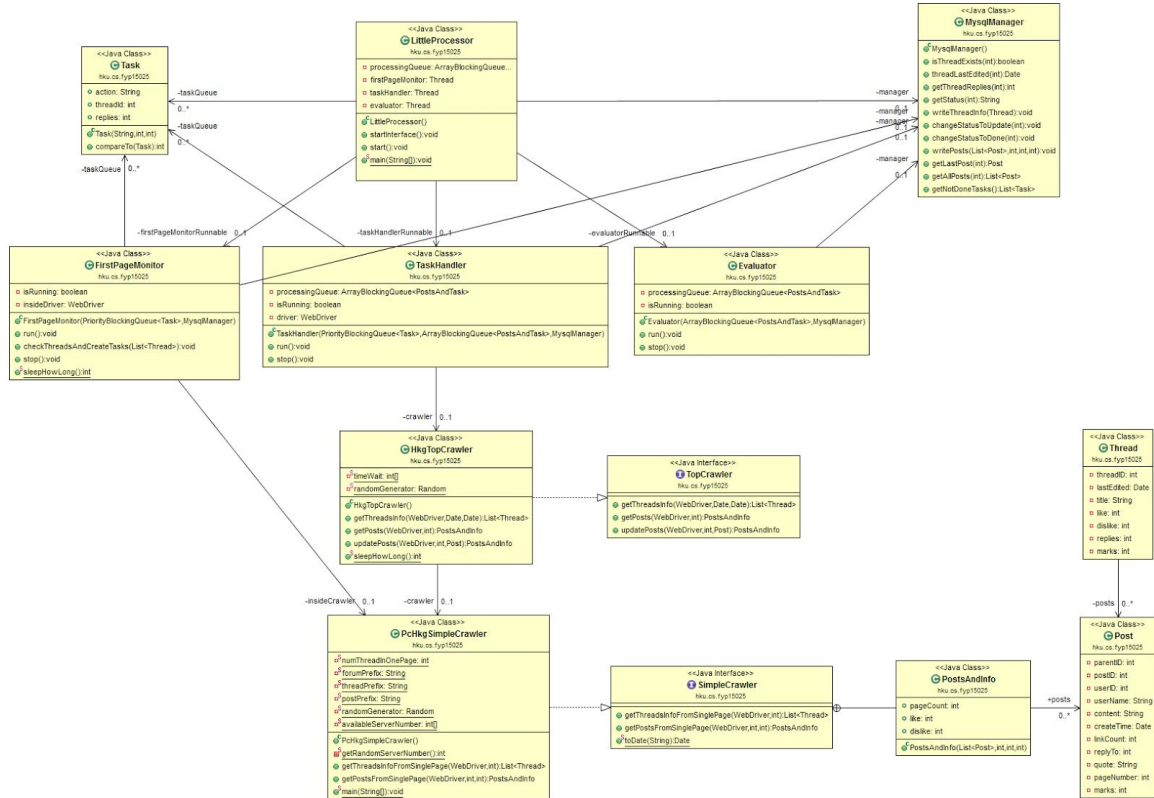 <<Java Class>>
Task
hku.cs.fyp15025
action: String
threadId: int
replies: int
Task(String,int,int)
compareTo(Task):int
<<Java Class>>
LittleProcessor
hku.cs.fyp15025
processingQueue: ArrayBlockingQueue...
firstPageMonitor: Thread
taskHandler: Thread
evaluator: Thread
LittleProcessor()
startInterface():void
start():void
main(String[]):void
<<Java Class>>
MysqlManager
hku.cs.fyp15025
MysqlManager()
isThreadExists(int):boolean
threadLastEdited(int):Date
getThreadReplies(int):int
getStatus(int):String
writeThreadInfo(Thread):void
changeStatusToUpdate(int):void
changeStatusToDone(int):void
writePosts(List<Post>,int,int,int):void
getLastPost(int):Post
getAllPosts(int):List<Post>
getNotDoneTasks():List<Task>
-taskQueue
0..*
-taskQueue
0..*
-taskQueue 0..*
-manager
0..1
-manager
-manager
0..1
0..1
-manager
0..1
-firstPageMonitorRunnable 0..1
-taskHandlerRunnable 0..1
-evaluatorRunnable 0..1
<<Java Class>>
FirstPageMonitor
hku.cs.fyp15025
isRunning: boolean
insideDriver: WebDriver
FirstPageMonitor(PriorityBlockingQueue<Task>,MysqlManager)
run():void
checkThreadsAndCreateTasks(List<Thread>):void
stop():void
sleepHowLong():int
<<Java Class>>
TaskHandler
hku.cs.fyp15025
processingQueue: ArrayBlockingQueue<PostsAndTask>
isRunning: boolean
driver: WebDriver
TaskHandler(PriorityBlockingQueue<Task>,ArrayBlockingQueue<PostsAndTask>,MysqlManager)
run():void
stop():void
<<Java Class>>
Evaluator
hku.cs.fyp15025
processingQueue: ArrayBlockingQueue<PostsAndTask>
isRunning: boolean
Evaluator(ArrayBlockingQueue<PostsAndTask>,MysqlManager)
run():void
stop():void
-crawler 0..1
<<Java Class>>
HkgTopCrawler
hku.cs.fyp15025
timeWait: int[]
randomGenerator: Random
HkgTopCrawler()
getThreadsInfo(WebDriver,Date,Date):List<Thread>
getPosts(WebDriver,int):PostsAndInfo
updatePosts(WebDriver,int,Post):PostsAndInfo
sleepHowLong():int
<<Java Interface>>
TopCrawler
hku.cs.fyp15025
getThreadsInfo(WebDriver,Date,Date):List<Thread>
getPosts(WebDriver,int):PostsAndInfo
updatePosts(WebDriver,int,Post):PostsAndInfo
<<Java Class>>
Thread
hku.cs.fyp15025
threadID: int
lastEdited: Date
title: String
like: int
dislike: int
replies: int
marks: int
-insideCrawler 0..1
-crawler 0..1
-posts 0..*
<<Java Class>>
PcHkgSimpleCrawler
hku.cs.fyp15025
numThreadInOnePage: int
forumPrefix: String
threadPrefix: String
postPrefix: String
randomGenerator: Random
availableServerNumber: int[]
PcHkgSimpleCrawler()
getRandomServerNumber():int
getThreadsInfoFromSinglePage(WebDriver,int):List<Thread>
getPostsFromSinglePage(WebDriver,int,int):PostsAndInfo
main(String[]):void
<<Java Interface>>
SimpleCrawler
hku.cs.fyp15025
getThreadsInfoFromSinglePage(WebDriver,int):List<Thread>
getPostsFromSinglePage(WebDriver,int,int):PostsAndInfo
toDate(String):Date
<<Java Class>>
PostsAndInfo
hku.cs.fyp15025
pageCount: int
like: int
dislike: int
PostsAndInfo(List<Post>,int,int,int)
+posts
0..*
<<Java Class>>
Post
hku.cs.fyp15025
parentID: int
postID: int
userID: int
userName: String
content: String
createTime: Date
linkCount: int
replyTo: int
quote: String
pageNumber: int
marks: int